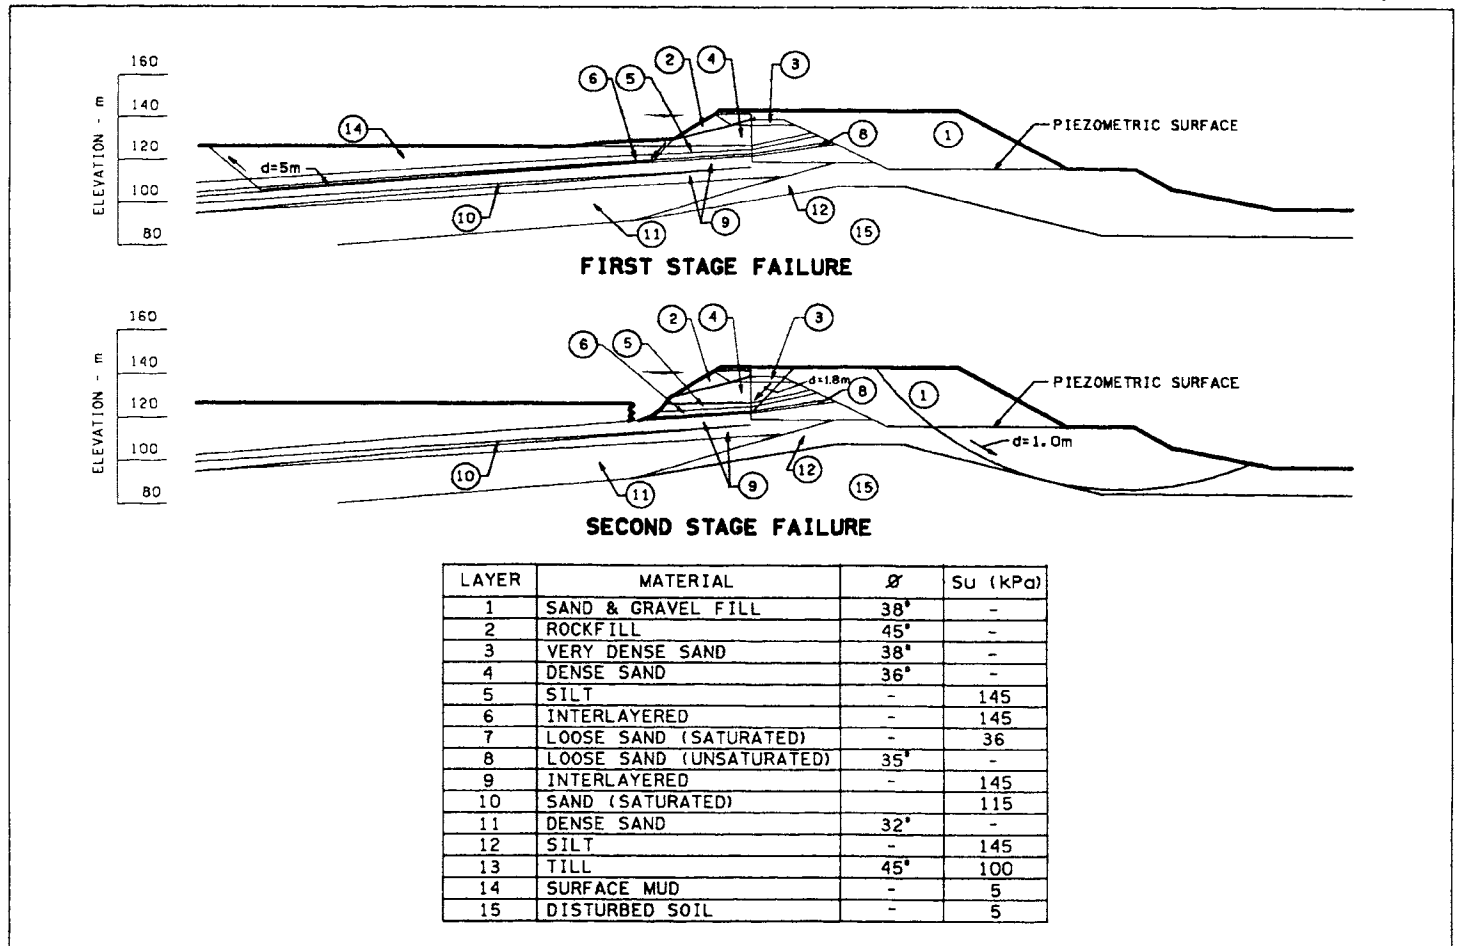 160
140
120
100
80
ELEVATION - m
6
5
2
4
3
14
8
1
PIEZOMETRIC SURFACE
d=5m
10
11
9
12
15
FIRST STAGE FAILURE
160
140
120
100
80
ELEVATION - m
6
5
2
4
3
d=1.8m
8
1
PIEZOMETRIC SURFACE
d=1.0m
10
11
9
12
15
SECOND STAGE FAILURE
LAYER MATERIAL Ø Su (kPa)
1 SAND & GRAVEL FILL 38° -
2 ROCKFILL 45° -
3 VERY DENSE SAND 38° -
4 DENSE SAND 36° -
5 SILT - 145
6 INTERLAYERED - 145
7 LOOSE SAND (SATURATED) - 36
8 LOOSE SAND (UNSATURATED) 35° -
9 INTERLAYERED - 145
10 SAND (SATURATED) 115
11 DENSE SAND 32° -
12 SILT - 145
13 TILL 45° 100
14 SURFACE MUD - 5
15 DISTURBED SOIL - 5